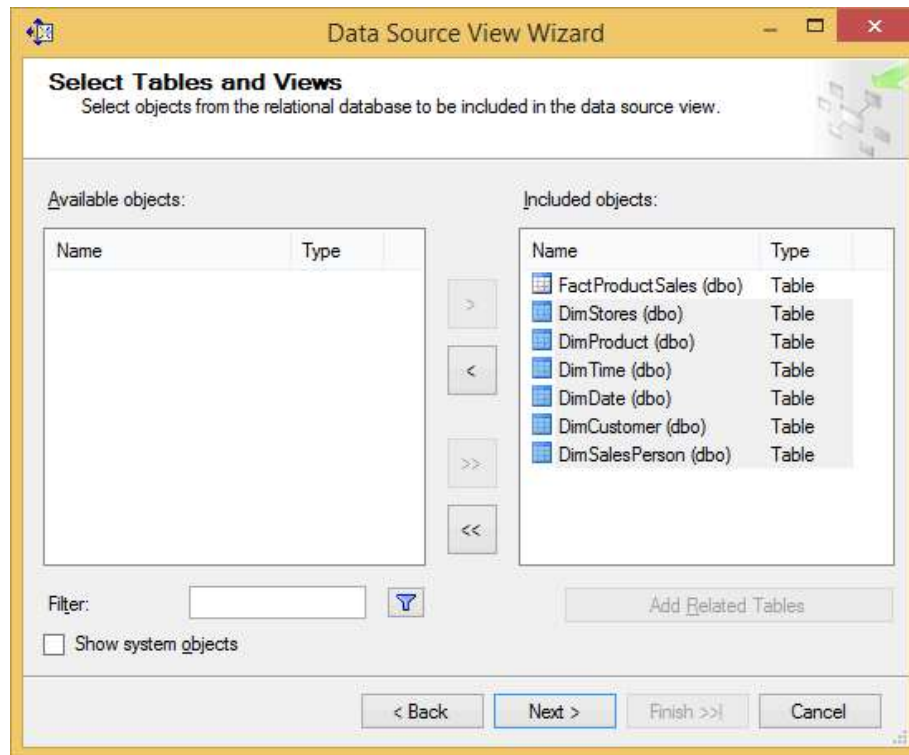 Data Source View Wizard
Select Tables and Views
Select objects from the relational database to be included in the data source view.
Available objects:
Name Type
>
<
>>
<<
Included objects:
Name Type
FactProductSales (dbo) Table
DimStores (dbo) Table
DimProduct (dbo) Table
DimTime (dbo) Table
DimDate (dbo) Table
DimCustomer (dbo) Table
DimSalesPerson (dbo) Table
Filter:
Add Related Tables
Show system objects
< Back Next > Finish >>| Cancel